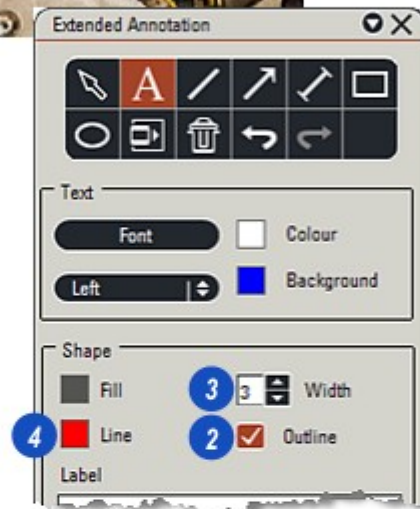 Extended Annotation
A
Text
Font Colour
Left Background
Shape
Fill 3 3 Width
4 Line 2 Outline
Label